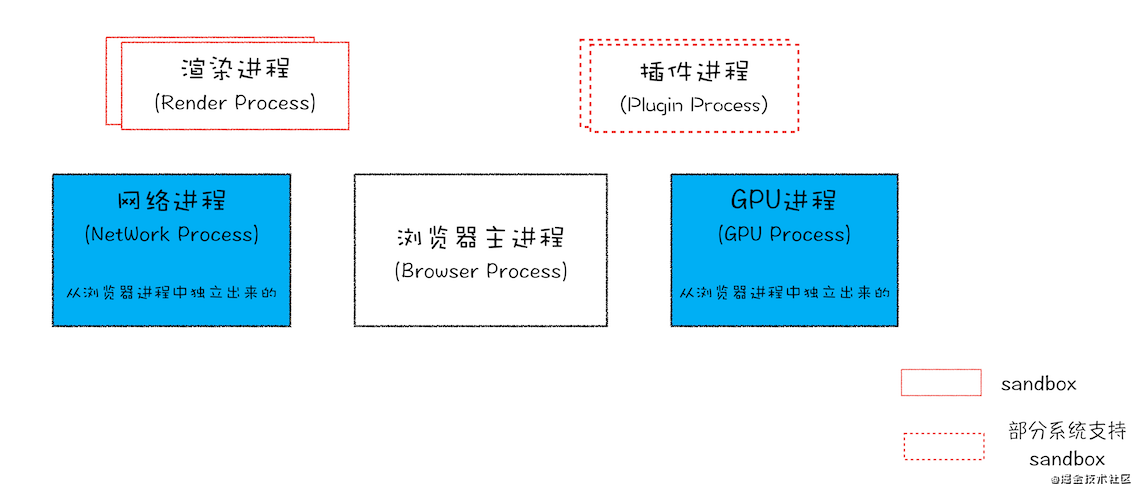 渲染进程
(Render Process)
插件进程
(Plugin Process)
网络进程
(NetWork Process)
从浏览器进程中独立出来的
浏览器主进程
(Browser Process)
GPU进程
(GPU Process)
从浏览器进程中独立出来的
sandbox
部分系统支持
sandbox
@掘金技术社区